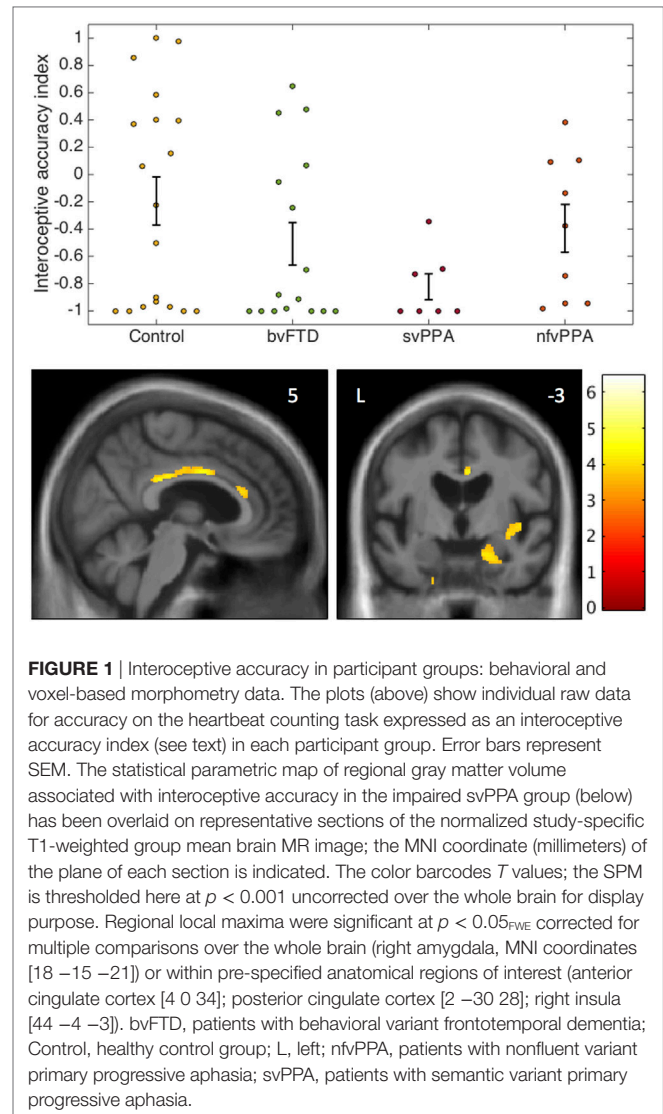 Interoceptive accuracy index
1
0.8
0.6
0.4
0.2
0
-0.2
-0.4
-0.6
-0.8
-1
Control bvFTD svPPA nfvPPA
5
L -3
6
5
4
3
2
1
0
FIGURE 1 | Interoceptive accuracy in participant groups: behavioral and
voxel-based morphometry data. The plots (above) show individual raw data
for accuracy on the heartbeat counting task expressed as an interoceptive
accuracy index (see text) in each participant group. Error bars represent
SEM. The statistical parametric map of regional gray matter volume
associated with interoceptive accuracy in the impaired svPPA group (below)
has been overlaid on representative sections of the normalized study-specific
T1-weighted group mean brain MR image; the MNI coordinate (millimeters) of
the plane of each section is indicated. The color barcodes T values; the SPM
is thresholded here at p < 0.001 uncorrected over the whole brain for display
purpose. Regional local maxima were significant at p < 0.05FWE corrected for
multiple comparisons over the whole brain (right amygdala, MNI coordinates
[18 −15 −21]) or within pre-specified anatomical regions of interest (anterior
cingulate cortex [4 0 34]; posterior cingulate cortex [2 −30 28]; right insula
[44 −4 −3]). bvFTD, patients with behavioral variant frontotemporal dementia;
Control, healthy control group; L, left; nfvPPA, patients with nonfluent variant
primary progressive aphasia; svPPA, patients with semantic variant primary
progressive aphasia.